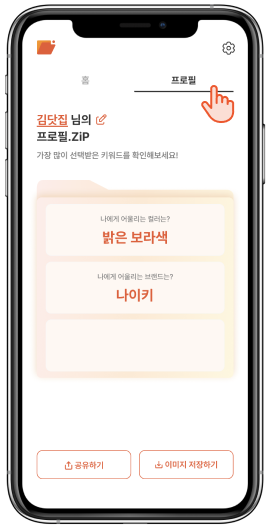 홈
프로필
김닷집 님의
프로필.ZiP
가장 많이 선택받은 키워드를 확인해보세요!
나에게 어울리는 컬러는?
밝은 보라색
나에게 어울리는 브랜드는?
나이키
공유하기
이미지 저장하기